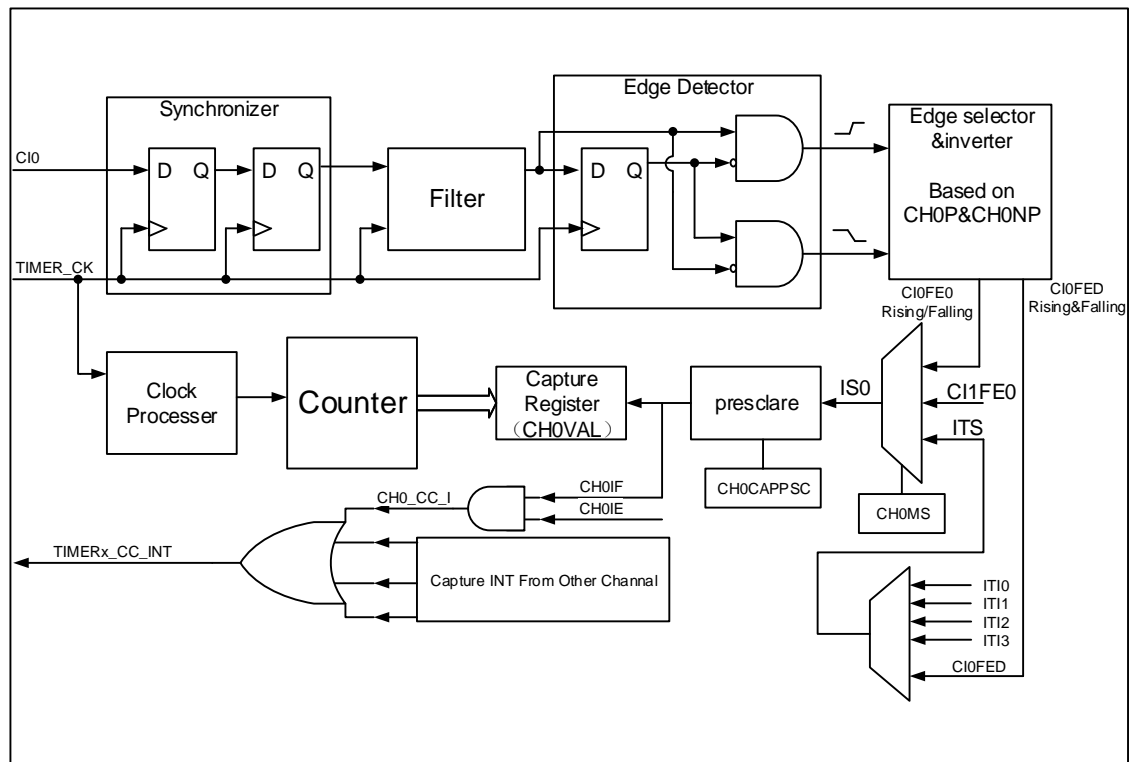 Synchronizer
Edge Detector
Edge selector
&inverter
Based on
CH0P&CH0NP
CI0
D Q
D Q
Filter
D Q
TIMER_CK
CI0FE0
Rising/Falling
CI0FED
Rising&Falling
Clock
Processer
Counter
Capture
Register
（CH0VAL）
presclare
IS0
CI1FE0
ITS
CH0CAPPSC
CH0MS
CH0IF
CH0_CC_I
CH0IE
TIMERx_CC_INT
Capture INT From Other Channal
ITI0
ITI1
ITI2
ITI3
CI0FED